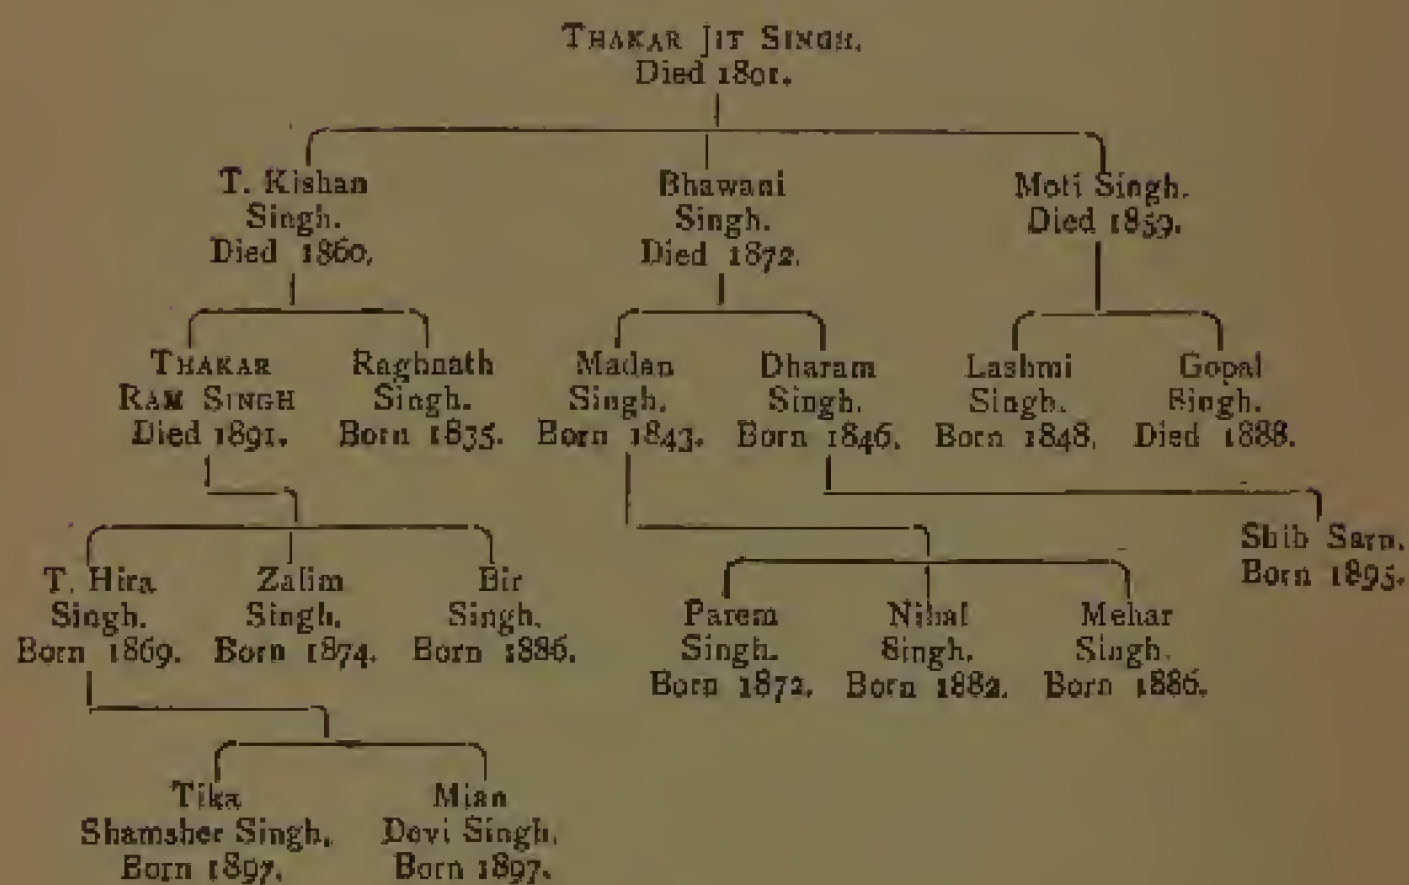 THAKAR JIT SINGH.
Died 1801.
T. Kishan
Singh.
Died 1860.
Bhawani
Singh.
Died 1872.
Moti Singh.
Died 1859.
THAKAR
RAM SINGH
Died 1891.
Raghnath
Singh.
Born 1835.
Madan
Singh.
Born 1843.
Dharam
Singh.
Born 1846.
Lashmi
Singh.
Born 1848.
Gopal
Singh.
Died 1888.
Shib Sarn.
Born 1895.
T. Hira
Singh.
Born 1869.
Zalim
Singh.
Born 1874.
Bir
Singh.
Born 1886.
Parem
Singh.
Born 1872.
Nihal
Singh.
Born 1882.
Mehar
Singh.
Born 1886.
Tika
Shamsher Singh.
Born 1897.
Mian
Devi Singh.
Born 1897.